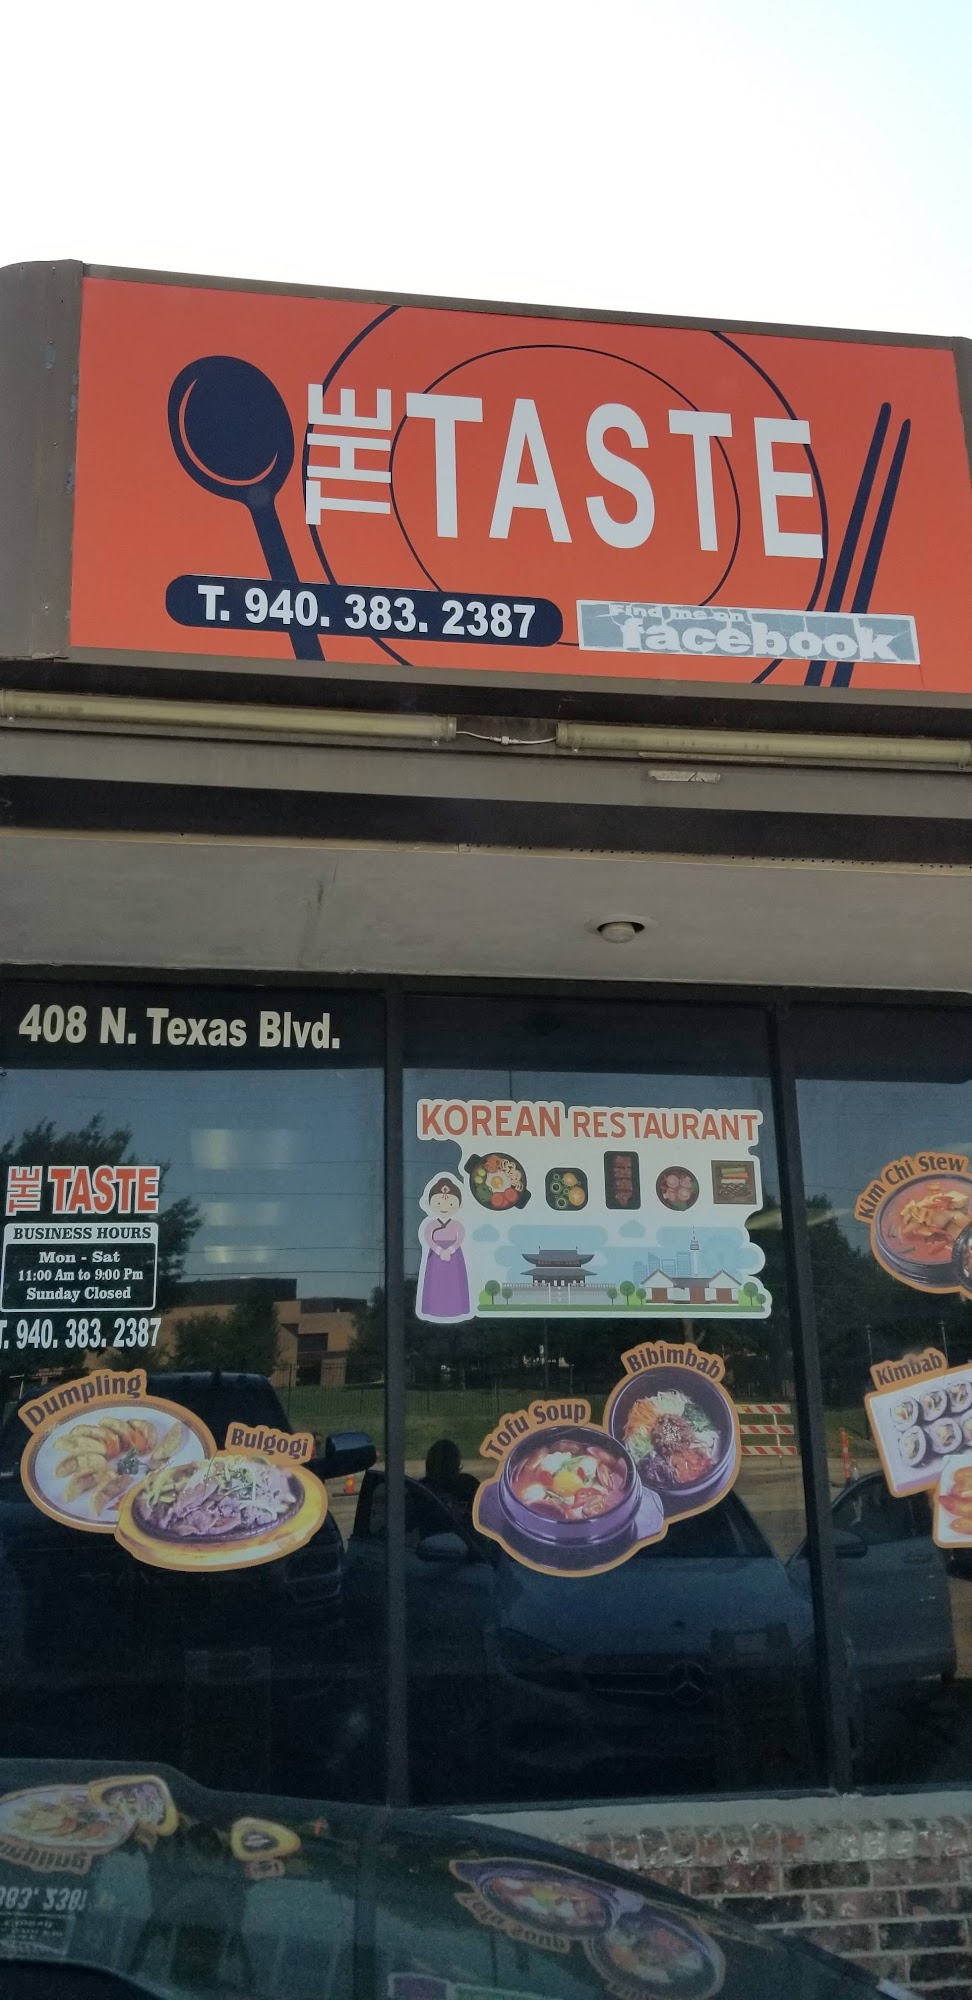 THE TASTE
T. 940. 383. 2387
Find me on
facebook
408 N. Texas Blvd.
THE TASTE
BUSINESS HOURS
Mon - Sat
11:00 Am to 9:00 Pm
Sunday Closed
T. 940. 383. 2387
KOREAN RESTAURANT
Dumpling
Bulgogi
Tofu Soup
Bibimbab
Kim Chi Stew
Kimbab